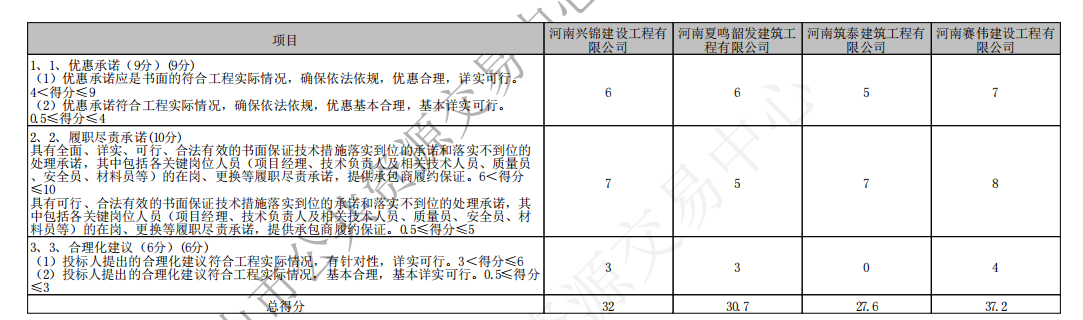 项目
河南兴锦建设工程有限公司
河南夏鸣韶发建筑工程有限公司
河南筑泰建筑工程有限公司
河南赛伟建设工程有限公司
1、1、优惠承诺（9分）(9分)
（1）优惠承诺应是书面的符合工程实际情况，确保依法依规，优惠合理，详实可行。
4<得分≤9
（2）优惠承诺符合工程实际情况，确保依法依规，优惠基本合理，基本详实可行。
0.5≤得分≤4
6
6
5
7
2、2、履职尽责承诺(10分)
具有全面、详实、可行、合法有效的书面保证技术措施落实到位的承诺和落实不到位的
处理承诺，其中包括各关键岗位人员（项目经理、技术负责人及相关技术人员、质量员
、安全员、材料员等）的在岗、更换等履职尽责承诺，提供承包商履约保证。6<得分
≤10
具有可行、合法有效的书面保证技术措施落实到位的承诺和落实不到位的处理承诺，其
中包括各关键岗位人员（项目经理、技术负责人及相关技术人员、质量员、安全员、材
料员等）的在岗、更换等履职尽责承诺，提供承包商履约保证。0.5≤得分≤5
7
5
7
8
3、3、合理化建议（6分）(6分)
（1）投标人提出的合理化建议符合工程实际情况，有针对性，详实可行。3<得分≤6
（2）投标人提出的合理化建议符合工程实际情况，基本合理，基本详实可行。0.5≤得分
≤3
3
3
0
4
总得分
32
30.7
27.6
37.2
山市公共资源交易中心
资源交易中心